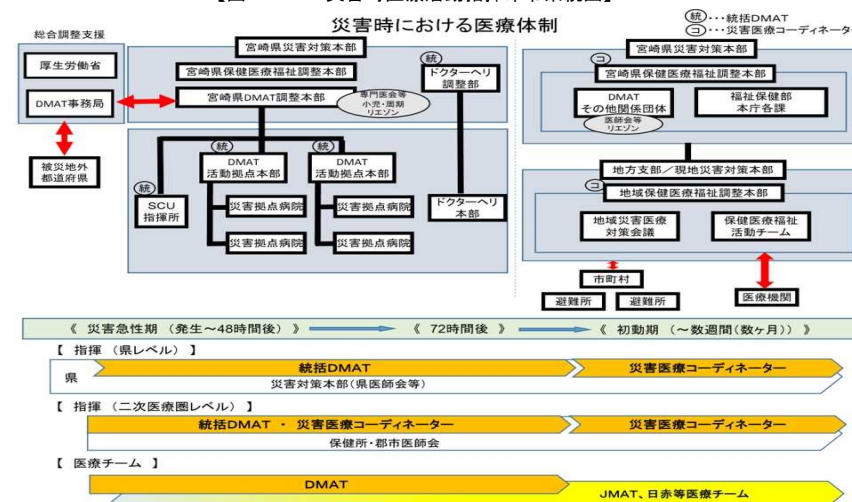 災害時における医療体制
統・・・統括DMAT
コ・・・災害医療コーディネーター
総合調整支援
厚生労働省
DMAT事務局
被災地外
都道府県
宮崎県災害対策本部
宮崎県保健医療福祉調整本部
宮崎県DMAT調整本部
専門医会等
小児・周期
リエゾン
統
ドクターヘリ
調整部
統
DMAT
活動拠点本部
統
DMAT
活動拠点本部
統
SCU
指揮所
災害拠点病院
災害拠点病院
災害拠点病院
災害拠点病院
ドクターヘリ
本部
宮崎県災害対策本部
コ
宮崎県保健医療福祉調整本部
DMAT
その他関係団体
医師会等
リエゾン
福祉保健部
本庁各課
地方支部/現地災害対策本部
コ
地域保健医療福祉調整本部
地域災害医療
対策会議
保健医療福祉
活動チーム
市町村
避難所
避難所
医療機関
《 災害急性期 (発生～48時間後) 》
《 72時間後 》
《 初動期 (～数週間(数ヶ月)) 》
【 指揮 (県レベル) 】
県
統括DMAT
災害医療コーディネーター
災害対策本部(県医師会等)
【 指揮 (二次医療圏レベル) 】
統括DMAT ・ 災害医療コーディネーター
災害医療コーディネーター
保健所・郡市医師会
【 医療チーム 】
DMAT
JMAT、日赤等医療チーム